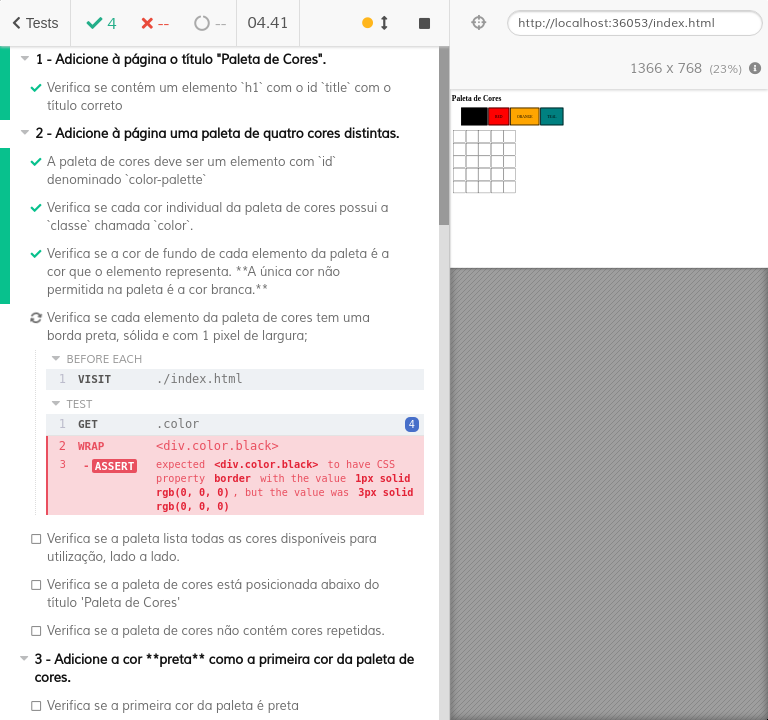 Tests 4 -- -- 04.41
http://localhost:36053/index.html
1366 x 768 (23%)
1 - Adicione à página o título "Paleta de Cores".
Verifica se contém um elemento `h1` com o id `title` com o
título correto
2 - Adicione à página uma paleta de quatro cores distintas.
A paleta de cores deve ser um elemento com `id`
denominado `color-palette`
Verifica se cada cor individual da paleta de cores possui a
`classe` chamada `color`.
Verifica se a cor de fundo de cada elemento da paleta é a
cor que o elemento representa. **A única cor não
permitida na paleta é a cor branca.**
Verifica se cada elemento da paleta de cores tem uma
borda preta, sólida e com 1 pixel de largura;
BEFORE EACH
1 VISIT ./index.html
TEST
1 GET .color 4
2 WRAP <div.color.black>
3 -ASSERT expected <div.color.black> to have CSS
property border with the value 1px solid
rgb(0, 0, 0), but the value was 3px solid
rgb(0, 0, 0)
Verifica se a paleta lista todas as cores disponíveis para
utilização, lado a lado.
Verifica se a paleta de cores está posicionada abaixo do
título 'Paleta de Cores'
Verifica se a paleta de cores não contém cores repetidas.
3 - Adicione a cor **preta** como a primeira cor da paleta de
cores.
Verifica se a primeira cor da paleta é preta
Paleta de Cores